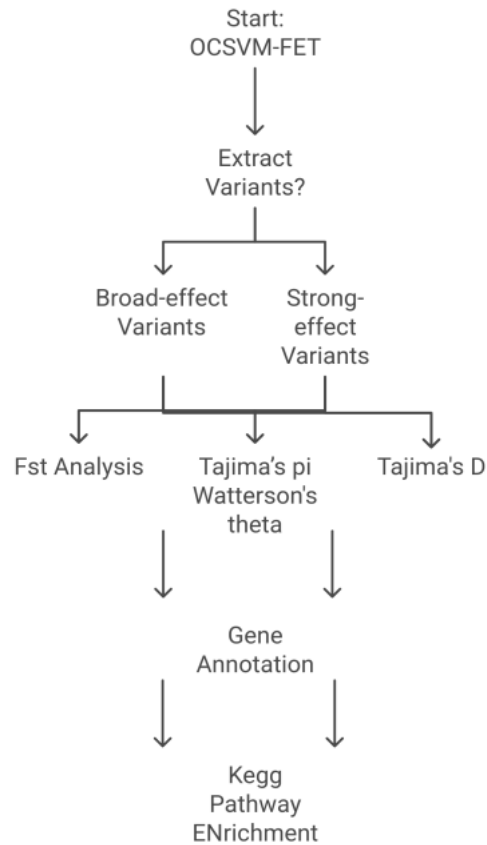 Start:
OCSVM-FET
Extract
Variants?
Broad-effect
Variants
Strong-
effect
Variants
Fst Analysis
Tajima’s pi
Watterson's
theta
Tajima's D
Gene
Annotation
Kegg
Pathway
ENrichment